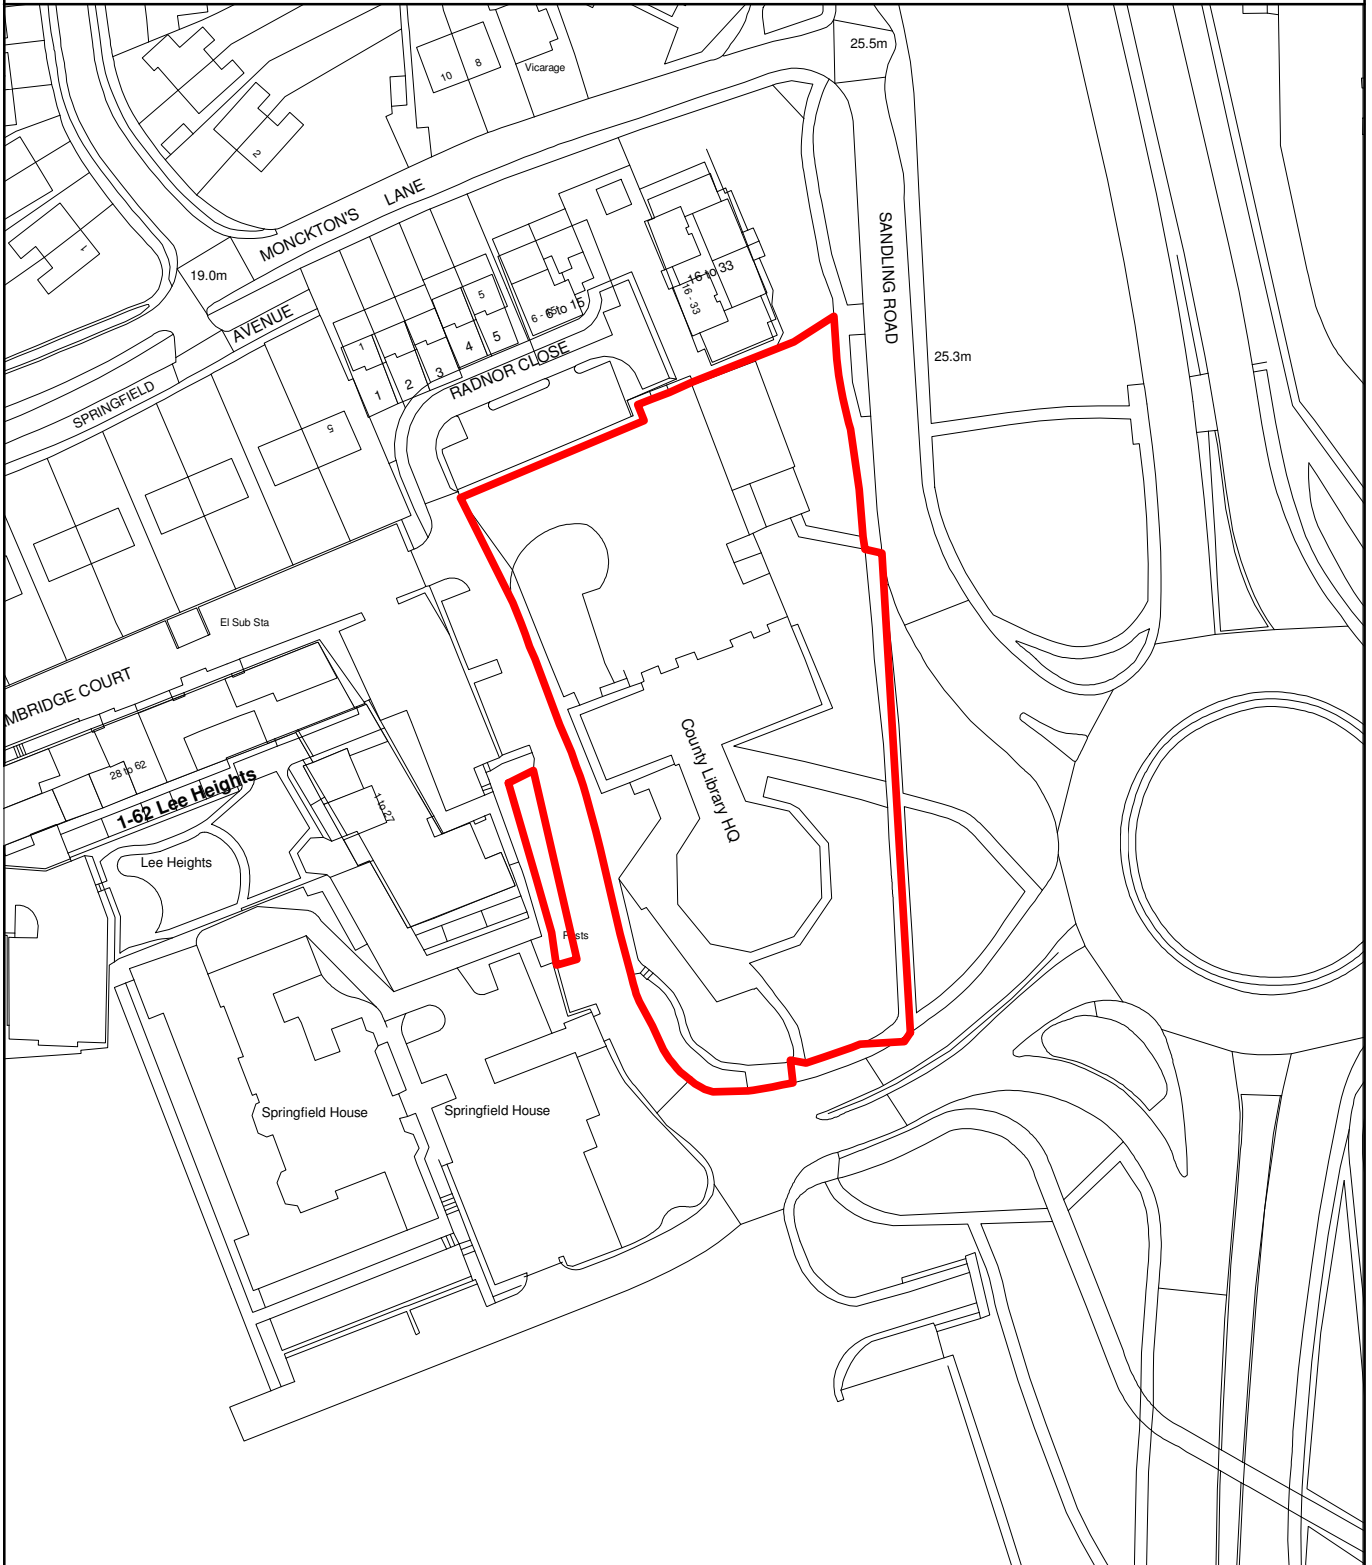 25.5m
Vicarage
10
8
2
1
MONCKTON'S LANE
19.0m
SANDLING ROAD
16 to 33
16 - 33
5
6 to 15
AVENUE
1
5
4
3
2
1
RADNOR CLOSE
25.3m
SPRINGFIELD
5
El Sub Sta
MBRIDGE COURT
28 to 62
1-62 Lee Heights
1 to 27
County Library HQ
Lee Heights
Posts
Springfield House
Springfield House